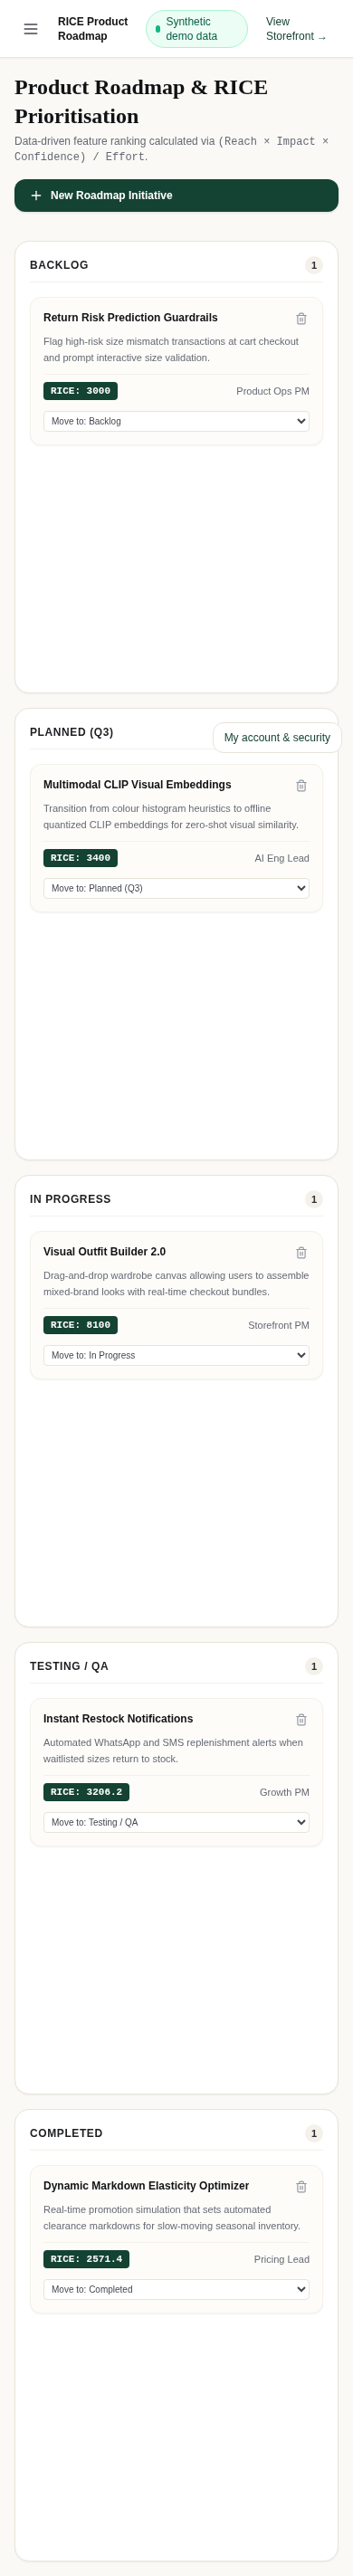 RICE Product
Roadmap
Synthetic
demo data
View
Storefront →
Product Roadmap & RICE
Prioritisation
Data-driven feature ranking calculated via (Reach × Impact ×
Confidence) / Effort.
+ New Roadmap Initiative
BACKLOG 1
Return Risk Prediction Guardrails
Flag high-risk size mismatch transactions at cart checkout
and prompt interactive size validation.
RICE: 3000 Product Ops PM
Move to: Backlog
PLANNED (Q3)
My account & security
Multimodal CLIP Visual Embeddings
Transition from colour histogram heuristics to offline
quantized CLIP embeddings for zero-shot visual similarity.
RICE: 3400 AI Eng Lead
Move to: Planned (Q3)
IN PROGRESS 1
Visual Outfit Builder 2.0
Drag-and-drop wardrobe canvas allowing users to assemble
mixed-brand looks with real-time checkout bundles.
RICE: 8100 Storefront PM
Move to: In Progress
TESTING / QA 1
Instant Restock Notifications
Automated WhatsApp and SMS replenishment alerts when
waitlisted sizes return to stock.
RICE: 3206.2 Growth PM
Move to: Testing / QA
COMPLETED 1
Dynamic Markdown Elasticity Optimizer
Real-time promotion simulation that sets automated
clearance markdowns for slow-moving seasonal inventory.
RICE: 2571.4 Pricing Lead
Move to: Completed